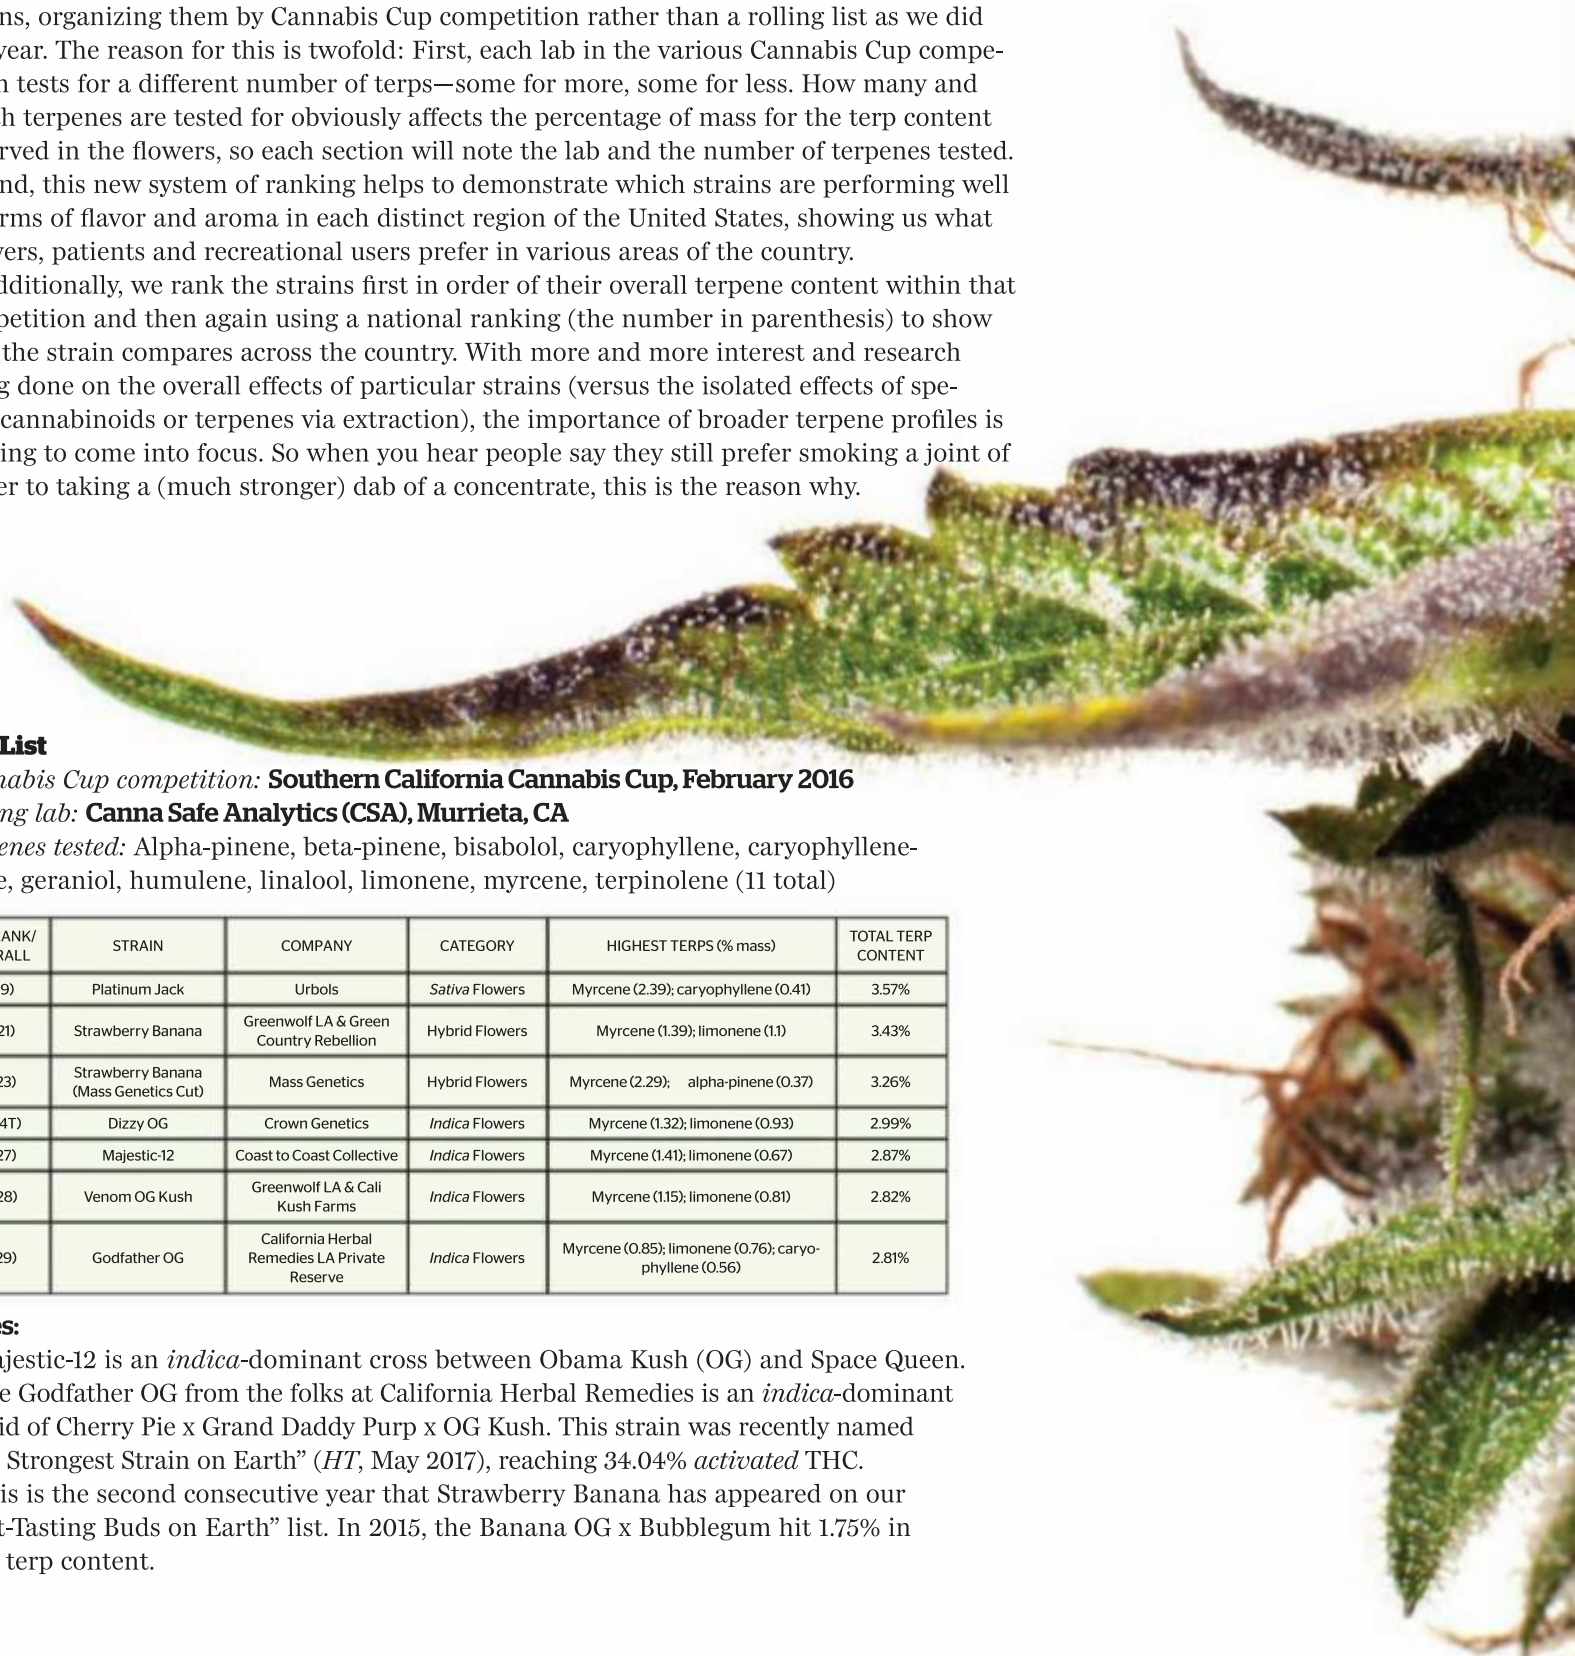 ns, organizing them by Cannabis Cup competition rather than a rolling list as we did
year. The reason for this is twofold: First, each lab in the various Cannabis Cup compe-
n tests for a different number of terps—some for more, some for less. How many and
h terpenes are tested for obviously affects the percentage of mass for the terp content
rved in the flowers, so each section will note the lab and the number of terpenes tested.
nd, this new system of ranking helps to demonstrate which strains are performing well
rms of flavor and aroma in each distinct region of the United States, showing us what
vers, patients and recreational users prefer in various areas of the country.
dditionally, we rank the strains first in order of their overall terpene content within that
petition and then again using a national ranking (the number in parenthesis) to show
the strain compares across the country. With more and more interest and research
g done on the overall effects of particular strains (versus the isolated effects of spe-
cannabinoids or terpenes via extraction), the importance of broader terpene profiles is
ing to come into focus. So when you hear people say they still prefer smoking a joint of
er to taking a (much stronger) dab of a concentrate, this is the reason why.
List
nabis Cup competition: Southern California Cannabis Cup, February 2016
ng lab: Canna Safe Analytics (CSA), Murrieta, CA
enes tested: Alpha-pinene, beta-pinene, bisabolol, caryophyllene, caryophyllene-
e, geraniol, humulene, linalool, limonene, myrcene, terpinolene (11 total)
ANK/ RALL STRAIN COMPANY CATEGORY HIGHEST TERPS (% mass) TOTAL TERP CONTENT
9) Platinum Jack Urbols Sativa Flowers Myrcene (2.39); caryophyllene (0.41) 3.57%
21) Strawberry Banana Greenwolf LA & Green Country Rebellion Hybrid Flowers Myrcene (1.39); limonene (1.1) 3.43%
23) Strawberry Banana (Mass Genetics Cut) Mass Genetics Hybrid Flowers Myrcene (2.29); alpha-pinene (0.37) 3.26%
4T) Dizzy OG Crown Genetics Indica Flowers Myrcene (1.32); limonene (0.93) 2.99%
27) Majestic-12 Coast to Coast Collective Indica Flowers Myrcene (1.41); limonene (0.67) 2.87%
28) Venom OG Kush Greenwolf LA & Cali Kush Farms Indica Flowers Myrcene (1.15); limonene (0.81) 2.82%
29) Godfather OG California Herbal Remedies LA Private Reserve Indica Flowers Myrcene (0.85); limonene (0.76); caryo-phyllene (0.56) 2.81%
es:
ajestic-12 is an indica-dominant cross between Obama Kush (OG) and Space Queen.
e Godfather OG from the folks at California Herbal Remedies is an indica-dominant
id of Cherry Pie x Grand Daddy Purp x OG Kush. This strain was recently named
Strongest Strain on Earth” (HT, May 2017), reaching 34.04% activated THC.
is is the second consecutive year that Strawberry Banana has appeared on our
t-Tasting Buds on Earth” list. In 2015, the Banana OG x Bubblegum hit 1.75% in
terp content.